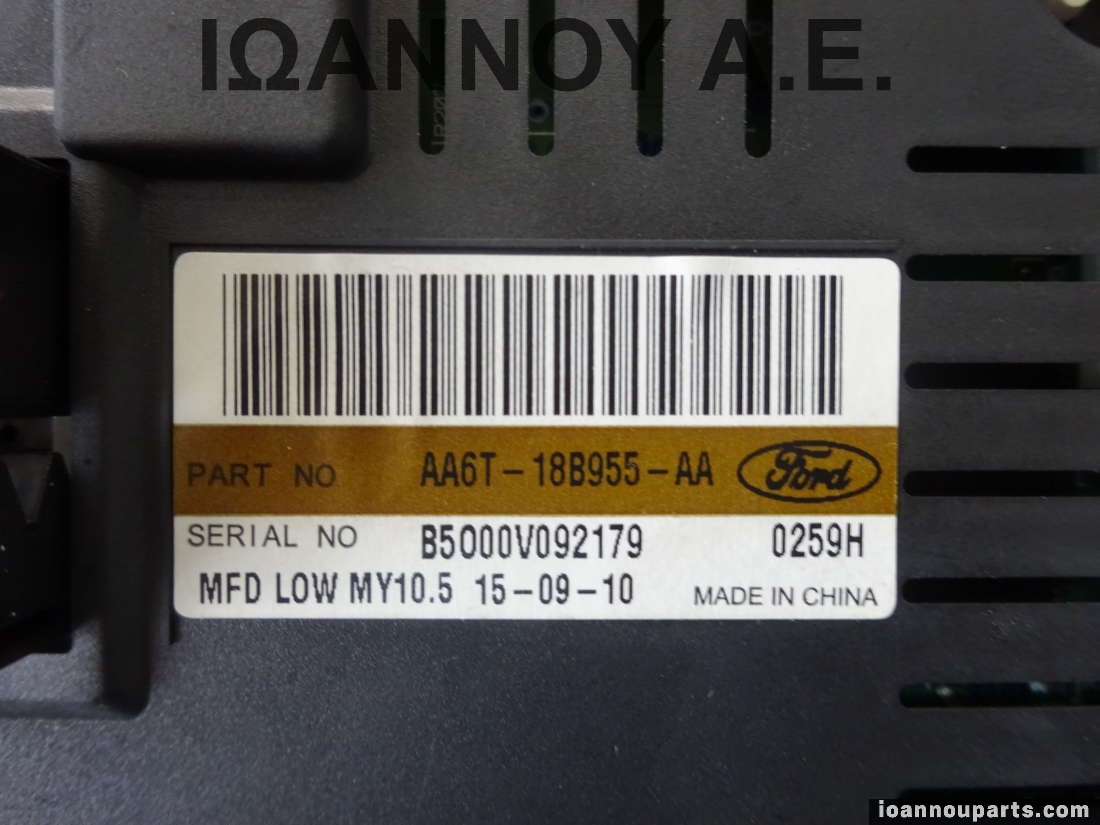 ΙΩΑΝΝΟΥ Α.Ε.
PART NO AA6T-18B955-AA Ford
SERIAL NO B5000V092179 0259H
MFD LOW MY10.5 15-09-10 MADE IN CHINA
ioannouparts.com